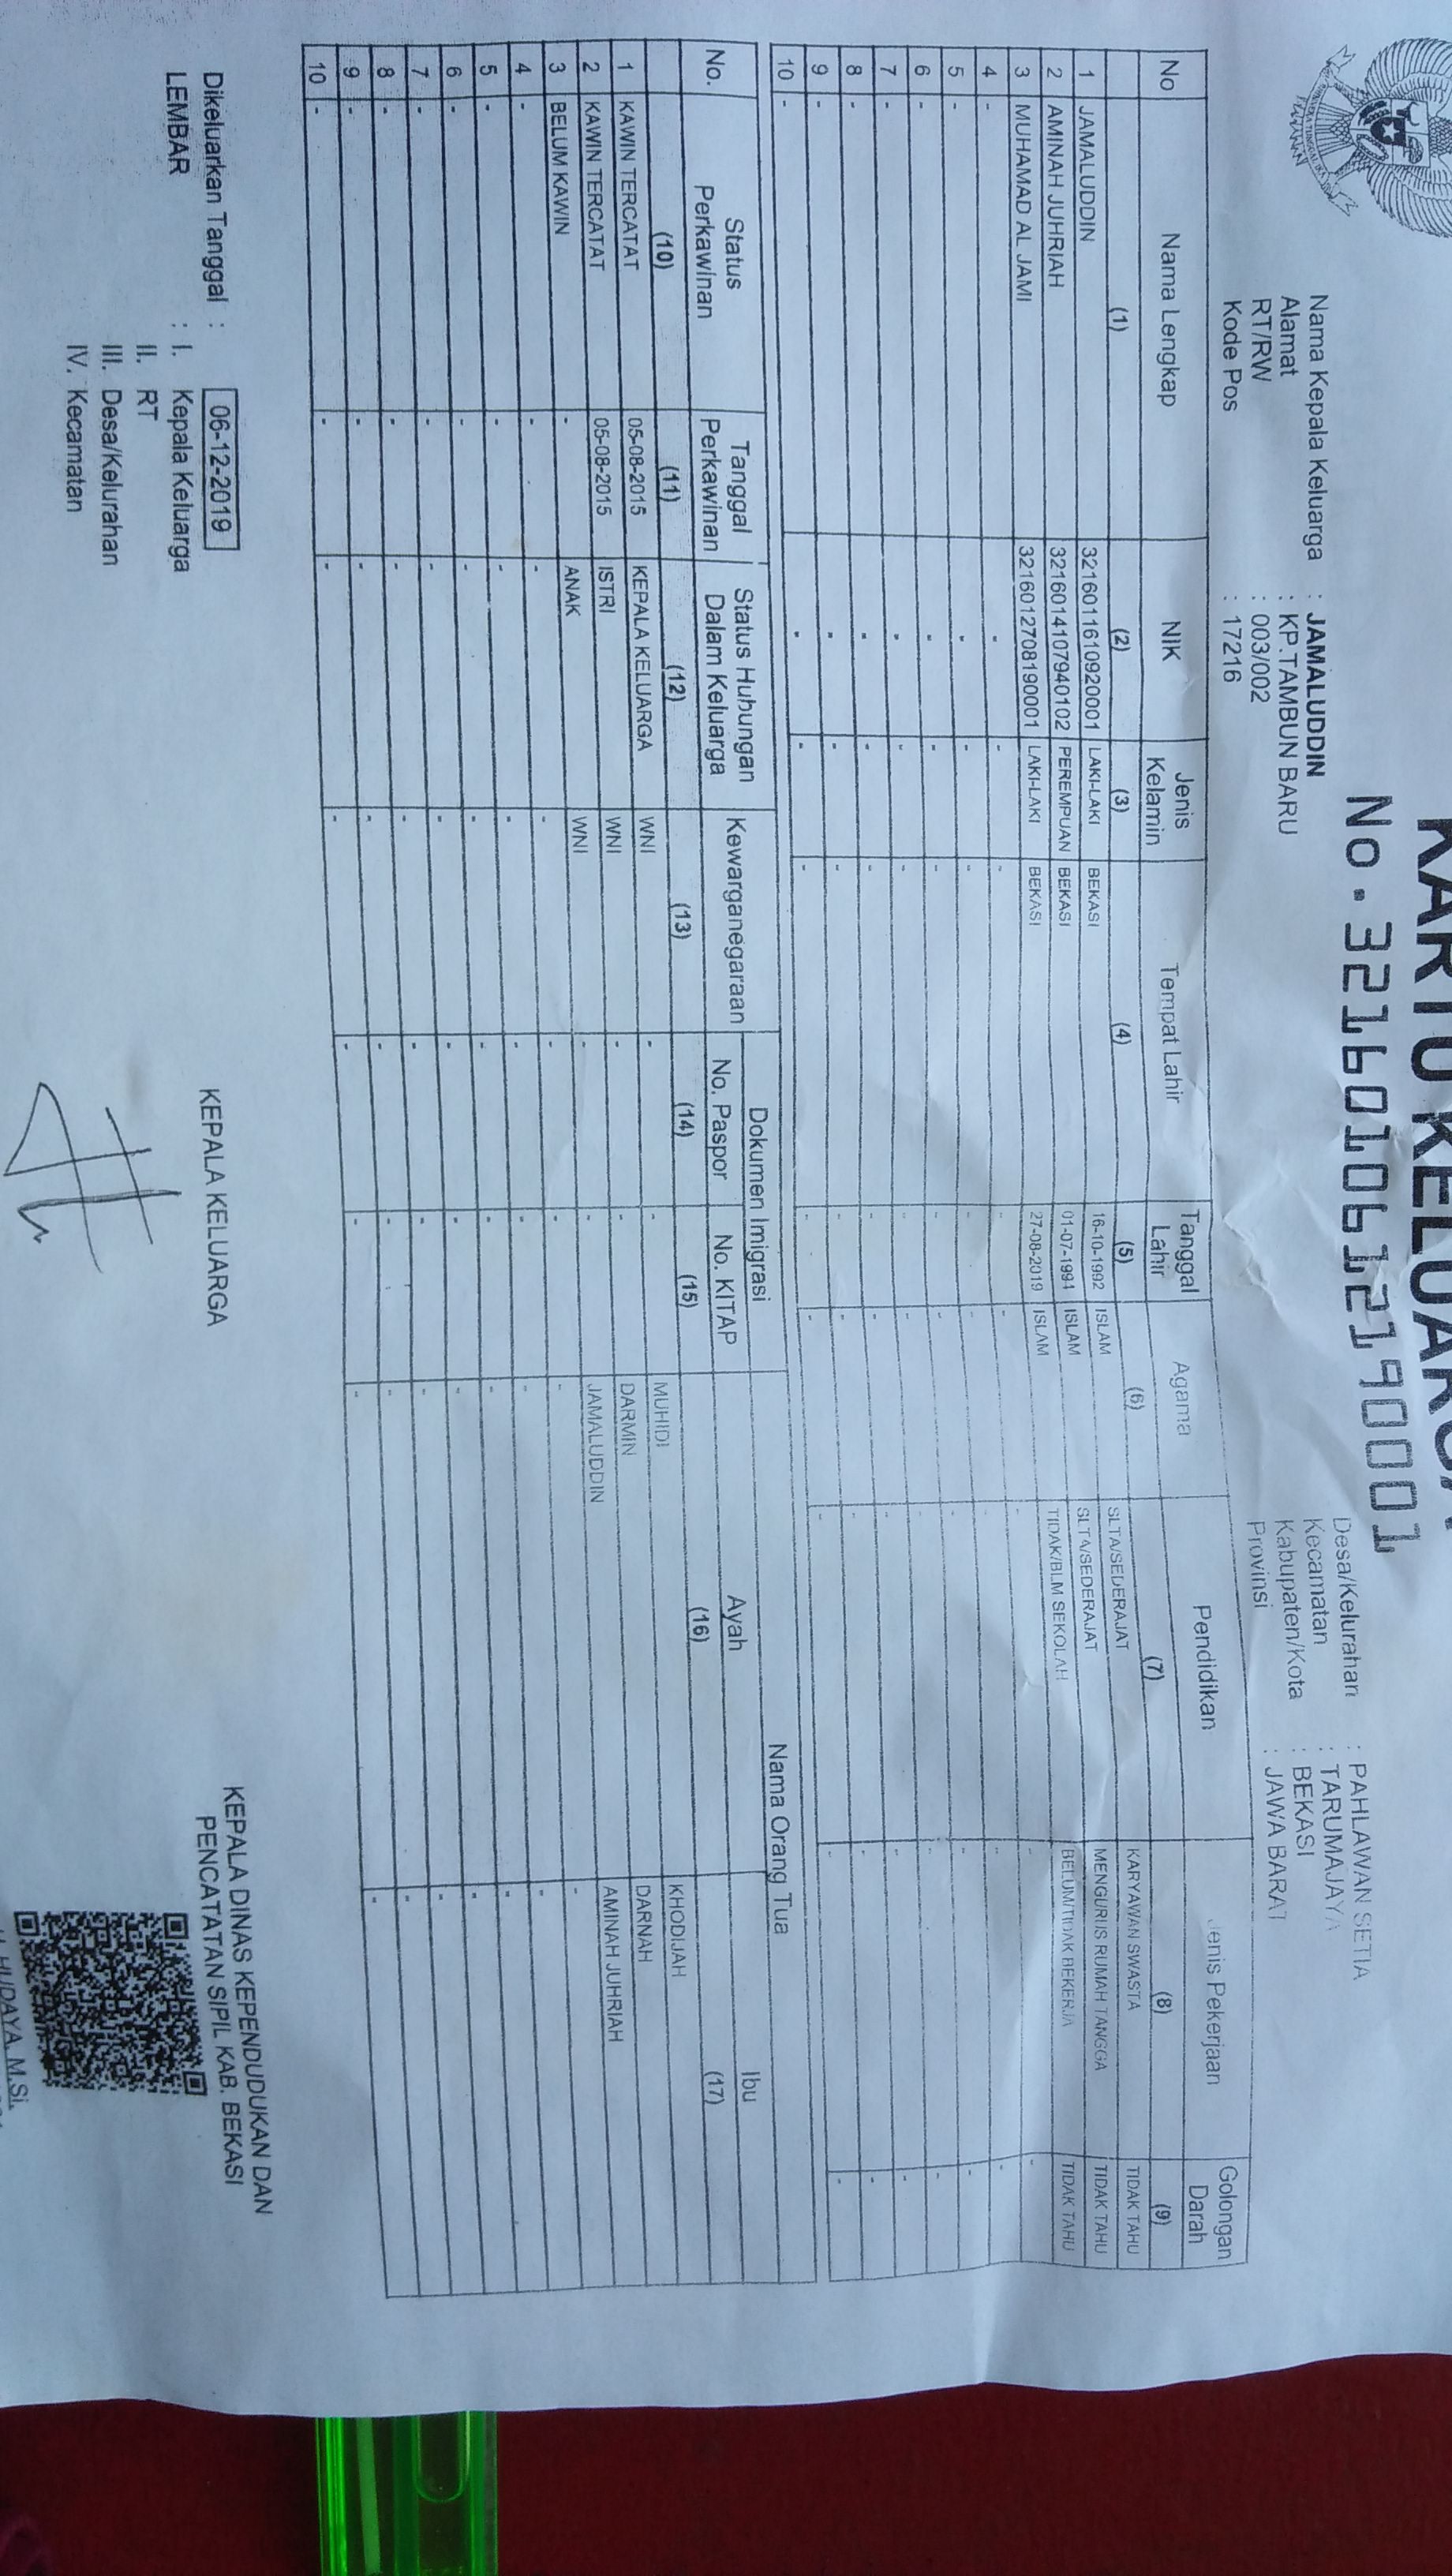 KARTU KELUARGA
No. 3216010612190001
Nama Kepala Keluarga : JAMALUDDIN
Alamat : KP.TAMBUN BARU
RT/RW : 003/002
Kode Pos : 17216
Desa/Kelurahan : PAHLAWAN SETIA
Kecamatan : TARUMAJAYA
Kabupaten/Kota : BEKASI
Provinsi : JAWA BARAT
No Nama Lengkap NIK Jenis Kelamin Tempat Lahir Tanggal Lahir Agama Pendidikan Jenis Pekerjaan Golongan Darah
(1) (2) (3) (4) (5) (6) (7) (8) (9)
1 JAMALUDDIN 3216011610920001 LAKI-LAKI BEKASI 16-10-1992 ISLAM SLTA/SEDERAJAT KARYAWAN SWASTA TIDAK TAHU
2 AMINAH JUHRIAH 3216014107940102 PEREMPUAN BEKASI 01-07-1994 ISLAM SLTA/SEDERAJAT MENGURUS RUMAH TANGGA TIDAK TAHU
3 MUHAMAD AL JAMI 3216012708190001 LAKI-LAKI BEKASI 27-08-2019 ISLAM TIDAK/BLM SEKOLAH BELUM/TIDAK BEKERJA TIDAK TAHU
4 - - - - - - - - -
5 - - - - - - - - -
6 - - - - - - - - -
7 - - - - - - - - -
8 - - - - - - - - -
9 - - - - - - - - -
10 - - - - - - - - -
No. Status Perkawinan Tanggal Perkawinan Status Hubungan Dalam Keluarga Kewarganegaraan Dokumen Imigrasi Nama Orang Tua
No. Paspor No. KITAP Ayah Ibu
(10) (11) (12) (13) (14) (15) (16) (17)
1 KAWIN TERCATAT 05-08-2015 KEPALA KELUARGA WNI - - MUHIDI KHODIJAH
2 KAWIN TERCATAT 05-08-2015 ISTRI WNI - - DARMIN DARNAH
3 BELUM KAWIN - ANAK WNI - - JAMALUDDIN AMINAH JUHRIAH
4 - - - - - - - -
5 - - - - - - - -
6 - - - - - - - -
7 - - - - - - - -
8 - - - - - - - -
9 - - - - - - - -
10 - - - - - - - -
Dikeluarkan Tanggal : 06-12-2019
LEMBAR : I. Kepala Keluarga
II. RT
III. Desa/Kelurahan
IV. Kecamatan
KEPALA KELUARGA
KEPALA DINAS KEPENDUDUKAN DAN
PENCATATAN SIPIL KAB. BEKASI
HUDAYA, M.Si.